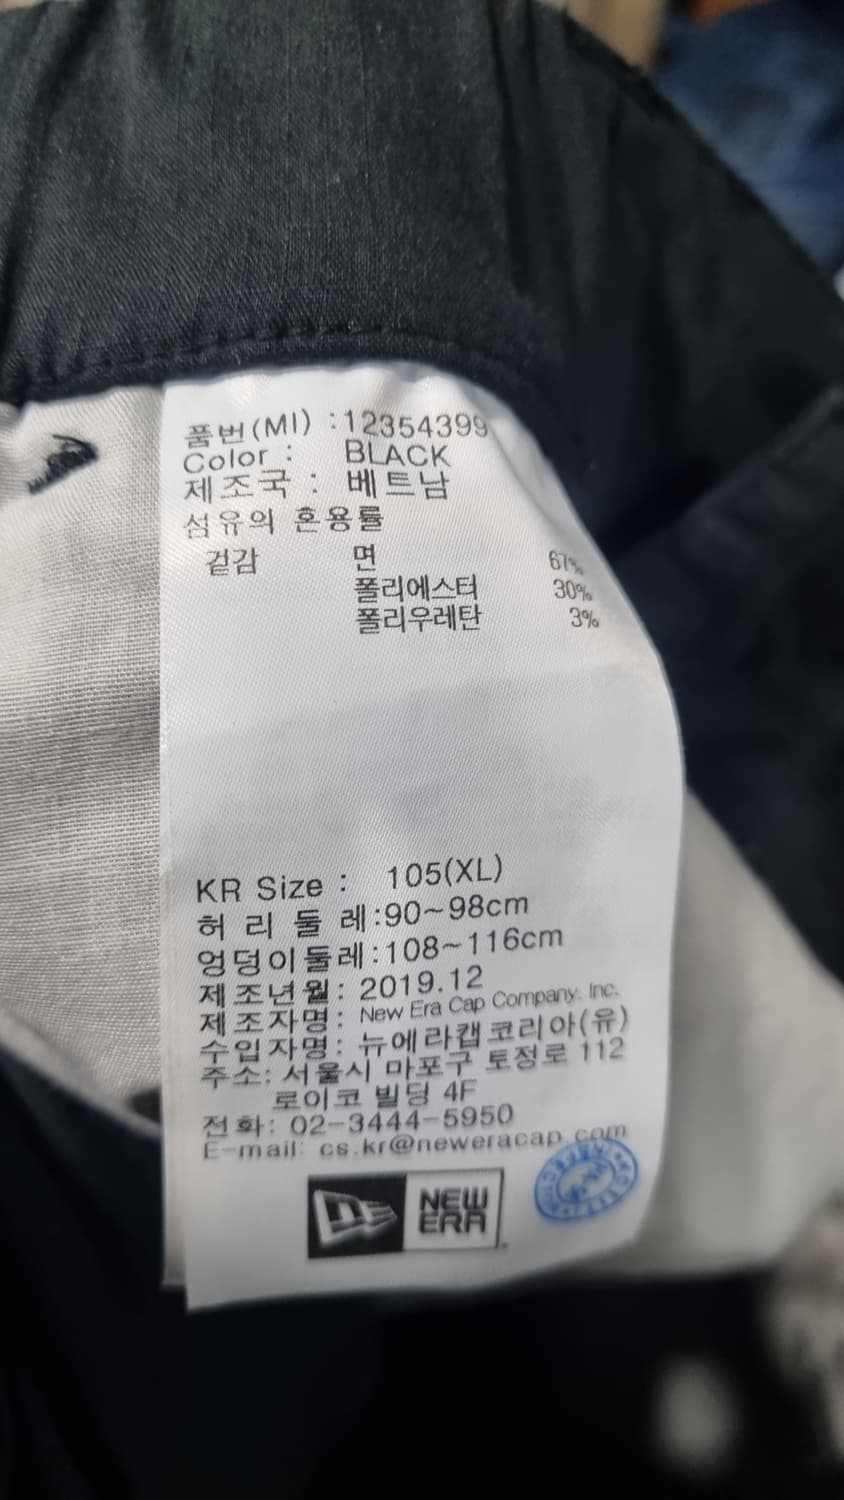 품번(MI) :12354399
Color : BLACK
제조국 : 베트남
섬유의 혼용률
겉감 면 67%
폴리에스터 30%
폴리우레탄 3%
KR Size : 105(XL)
허리둘레:90~98cm
엉덩이둘레:108~116cm
제조년월: 2019.12
제조자명: New Era Cap Company. Inc.
수입자명: 뉴에라캡코리아(유)
주소: 서울시 마포구 토정로 112
로이코 빌딩 4F
전화: 02-3444-5950
E-mail: cs.kr@neweracap.com
NEW
ERA